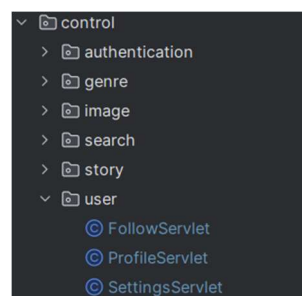 control
authentication
genre
image
search
story
user
FollowServlet
ProfileServlet
SettingsServlet